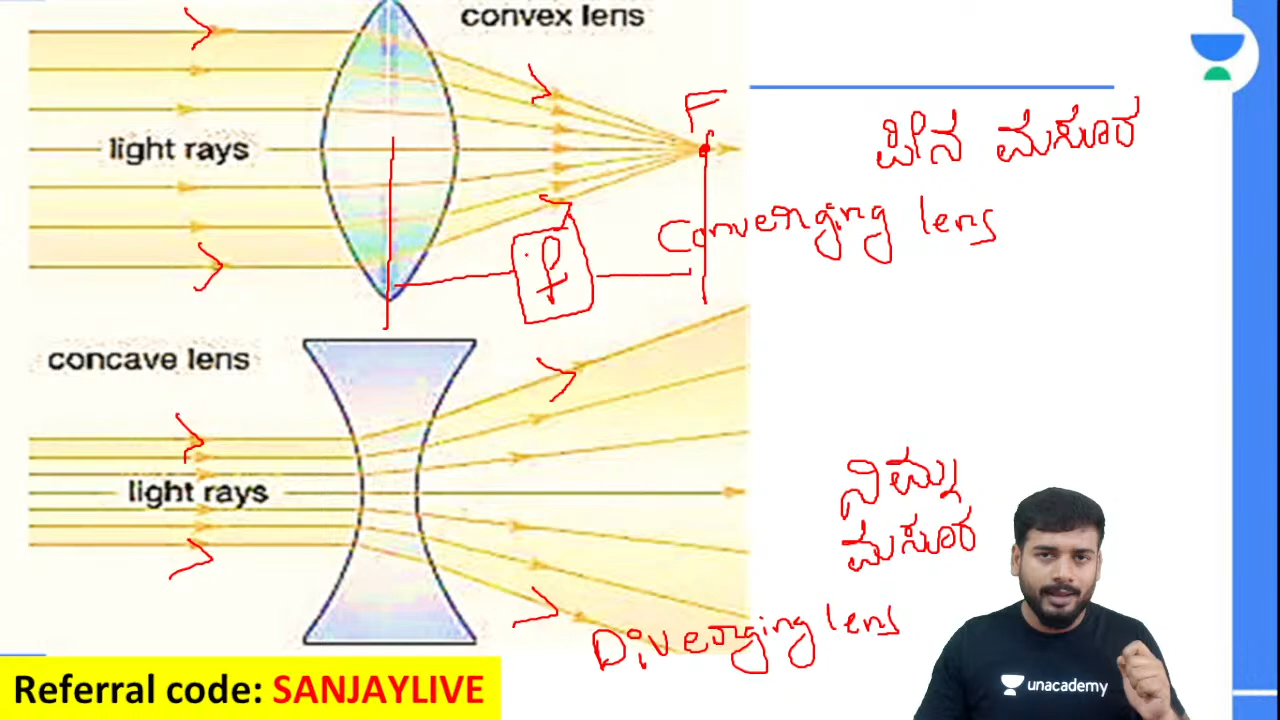 convex lens
F
ಪೀನ ಮಸೂರ
light rays
Converging lens
f
concave lens
light rays
ನಿಮ್ನ
ಮಸೂರ
Diverging lens
unacademy
Referral code: SANJAYLIVE